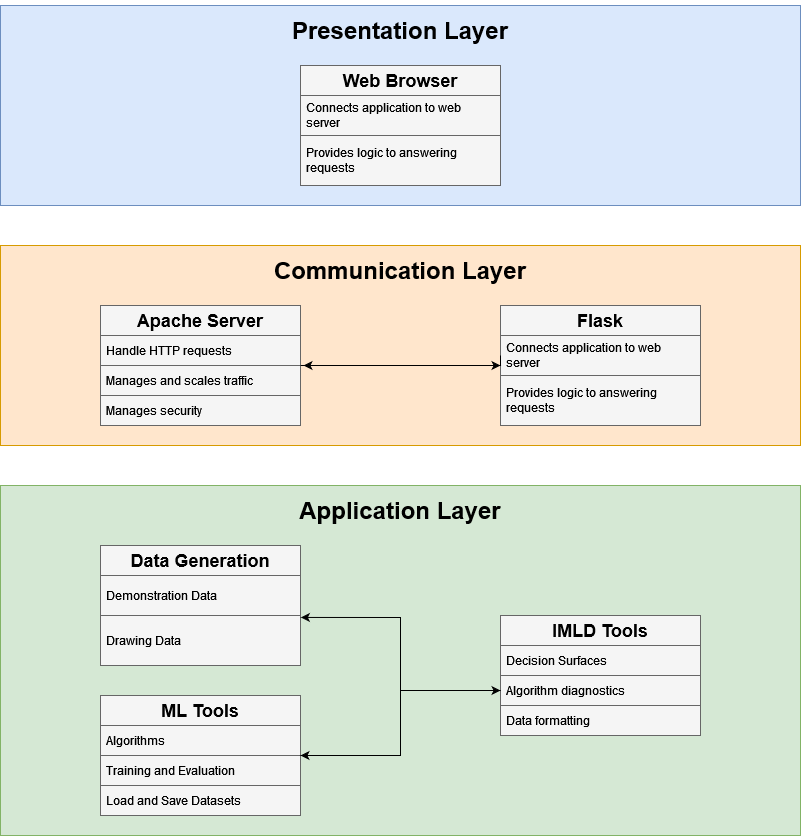 Presentation Layer
Web Browser
Connects application to web
server
Provides logic to answering
requests
Communication Layer
Apache Server
Handle HTTP requests
Manages and scales traffic
Manages security
Flask
Connects application to web
server
Provides logic to answering
requests
Application Layer
Data Generation
Demonstration Data
Drawing Data
ML Tools
Algorithms
Training and Evaluation
Load and Save Datasets
IMLD Tools
Decision Surfaces
Algorithm diagnostics
Data formatting